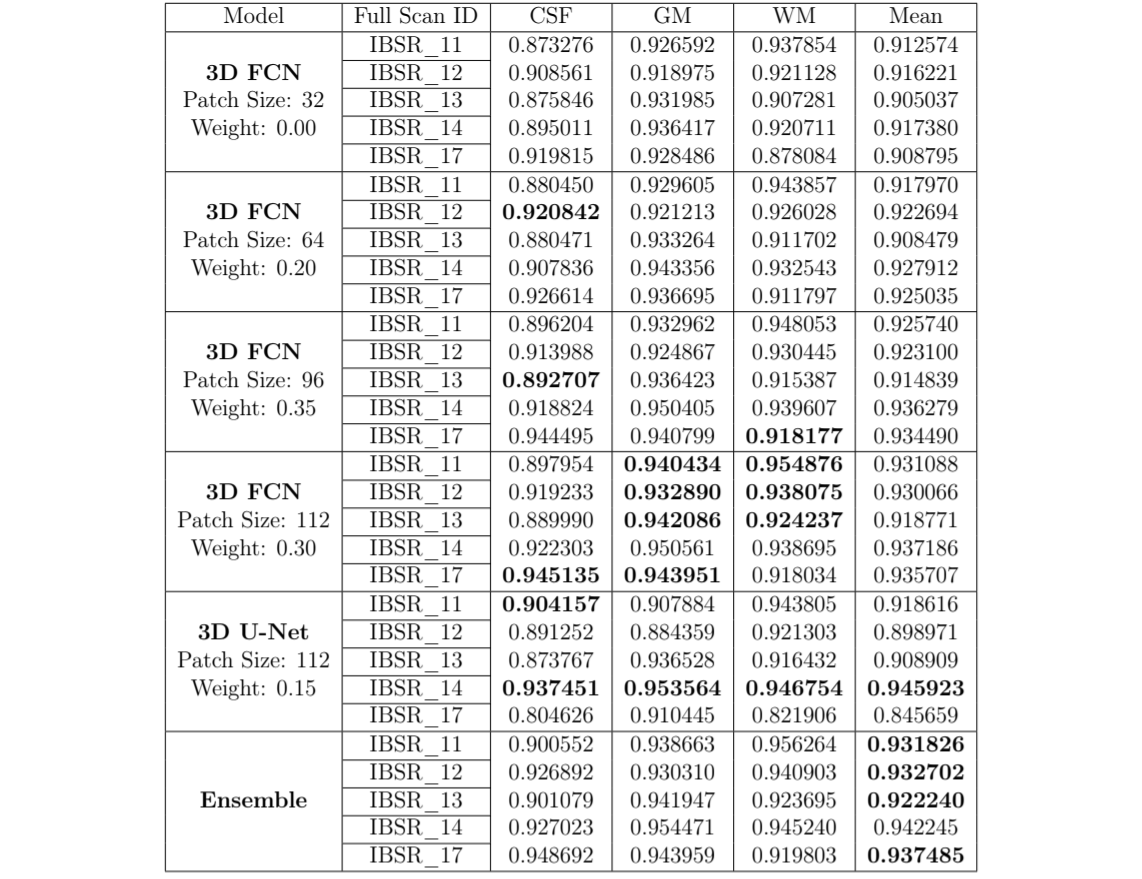 Model Full Scan ID CSF GM WM Mean
IBSR_11 0.873276 0.926592 0.937854 0.912574
3D FCN IBSR_12 0.908561 0.918975 0.921128 0.916221
Patch Size: 32 IBSR_13 0.875846 0.931985 0.907281 0.905037
Weight: 0.00 IBSR_14 0.895011 0.936417 0.920711 0.917380
IBSR_17 0.919815 0.928486 0.878084 0.908795
IBSR_11 0.880450 0.929605 0.943857 0.917970
3D FCN IBSR_12 0.920842 0.921213 0.926028 0.922694
Patch Size: 64 IBSR_13 0.880471 0.933264 0.911702 0.908479
Weight: 0.20 IBSR_14 0.907836 0.943356 0.932543 0.927912
IBSR_17 0.926614 0.936695 0.911797 0.925035
IBSR_11 0.896204 0.932962 0.948053 0.925740
3D FCN IBSR_12 0.913988 0.924867 0.930445 0.923100
Patch Size: 96 IBSR_13 0.892707 0.936423 0.915387 0.914839
Weight: 0.35 IBSR_14 0.918824 0.950405 0.939607 0.936279
IBSR_17 0.944495 0.940799 0.918177 0.934490
IBSR_11 0.897954 0.940434 0.954876 0.931088
3D FCN IBSR_12 0.919233 0.932890 0.938075 0.930066
Patch Size: 112 IBSR_13 0.889990 0.942086 0.924237 0.918771
Weight: 0.30 IBSR_14 0.922303 0.950561 0.938695 0.937186
IBSR_17 0.945135 0.943951 0.918034 0.935707
IBSR_11 0.904157 0.907884 0.943805 0.918616
3D U-Net IBSR_12 0.891252 0.884359 0.921303 0.898971
Patch Size: 112 IBSR_13 0.873767 0.936528 0.916432 0.908909
Weight: 0.15 IBSR_14 0.937451 0.953564 0.946754 0.945923
IBSR_17 0.804626 0.910445 0.821906 0.845659
IBSR_11 0.900552 0.938663 0.956264 0.931826
IBSR_12 0.926892 0.930310 0.940903 0.932702
Ensemble IBSR_13 0.901079 0.941947 0.923695 0.922240
IBSR_14 0.927023 0.954471 0.945240 0.942245
IBSR_17 0.948692 0.943959 0.919803 0.937485